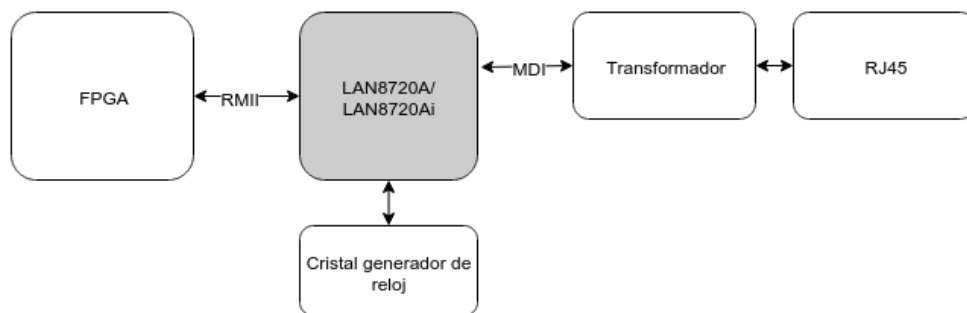 FPGA
RMII
LAN8720A/
LAN8720Ai
MDI
Transformador
RJ45
Cristal generador de
reloj